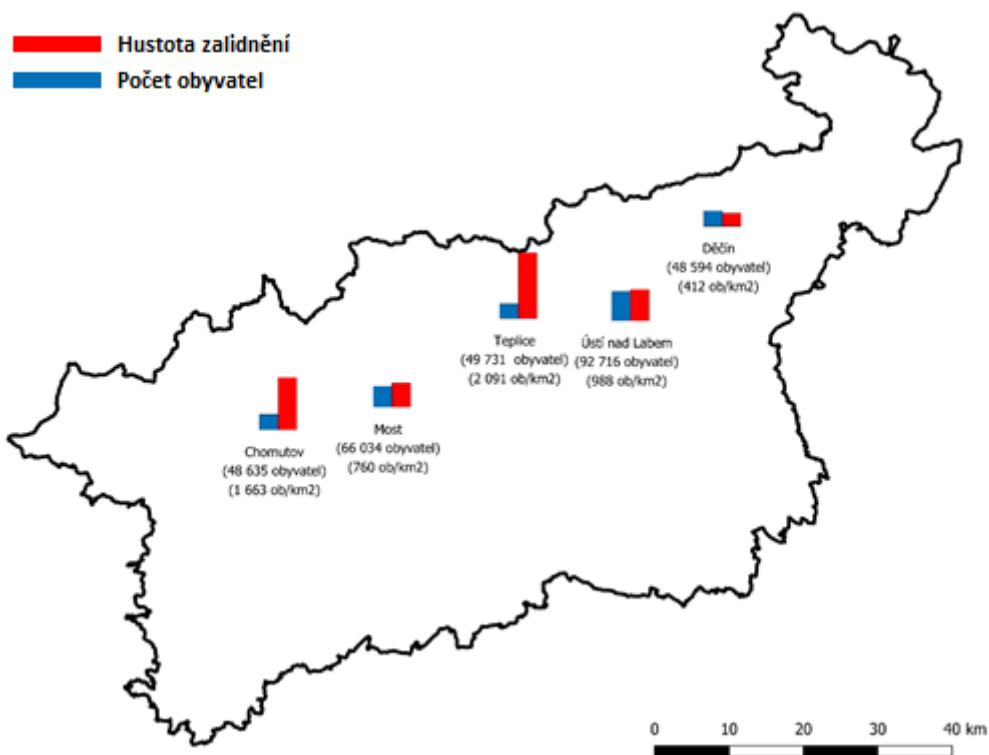 Hustota zalidnění
Počet obyvatel
Děčín
(48 594 obyvatel)
(412 ob/km2)
Teplice
(49 731 obyvatel)
(2 091 ob/km2)
Ústí nad Labem
(92 716 obyvatel)
(988 ob/km2)
Chomutov
(48 635 obyvatel)
(1 663 ob/km2)
Most
(66 034 obyvatel)
(760 ob/km2)
0 10 20 30 40 km